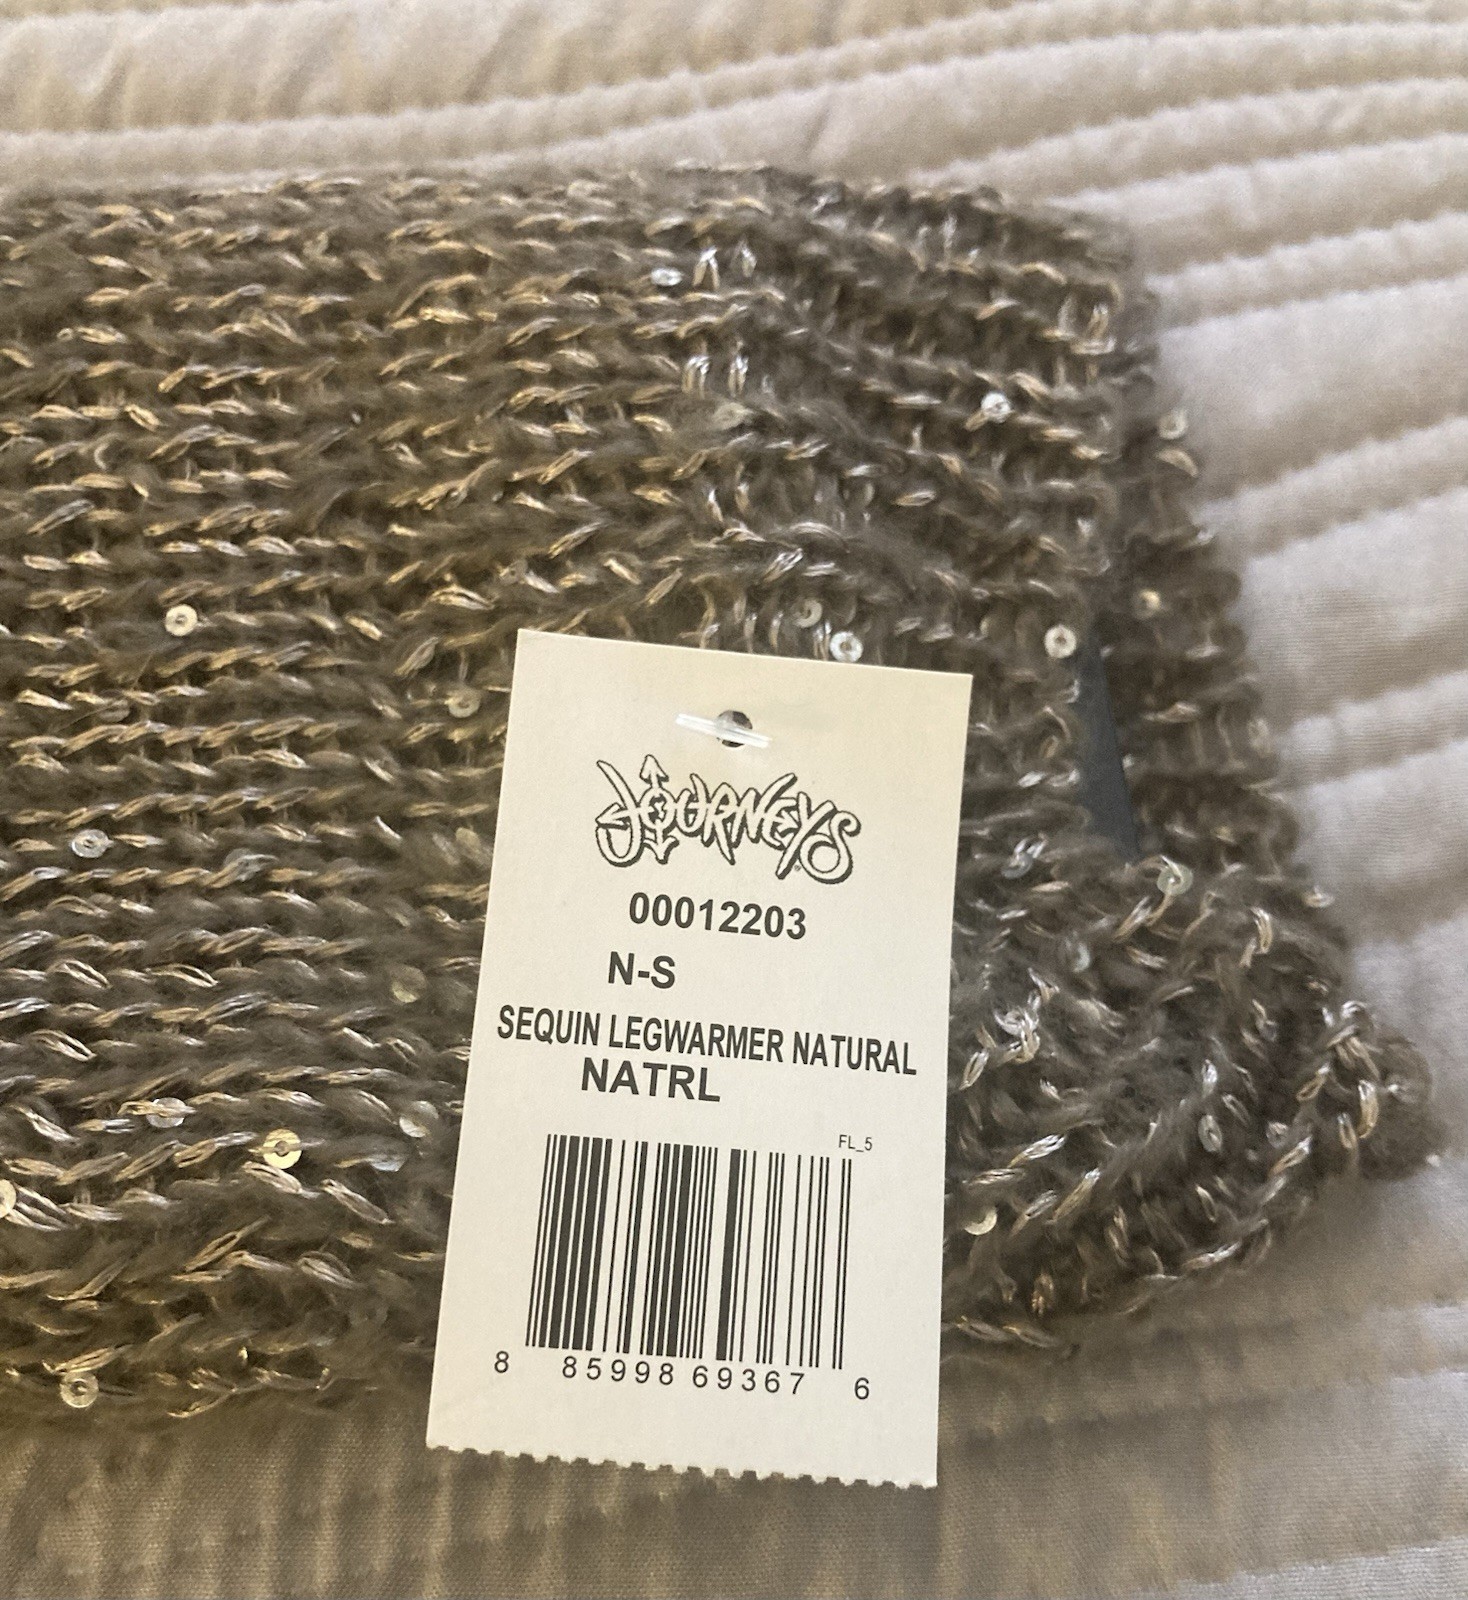 JOURNEYS
00012203
N-S
SEQUIN LEGWARMER NATURAL
NATRL
FL_5
8 85998 69367 6